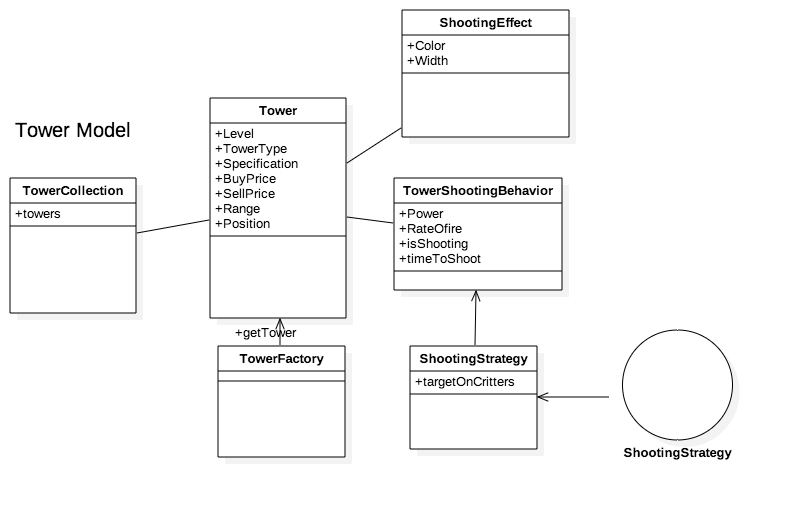 ShootingEffect
+Color
+Width
Tower
+Level
+TowerType
+Specification
+BuyPrice
+SellPrice
+Range
+Position
Tower Model
TowerCollection
+towers
TowerShootingBehavior
+Power
+RateOfire
+isShooting
+timeToShoot
+getTower
TowerFactory
ShootingStrategy
+targetOnCritters
ShootingStrategy